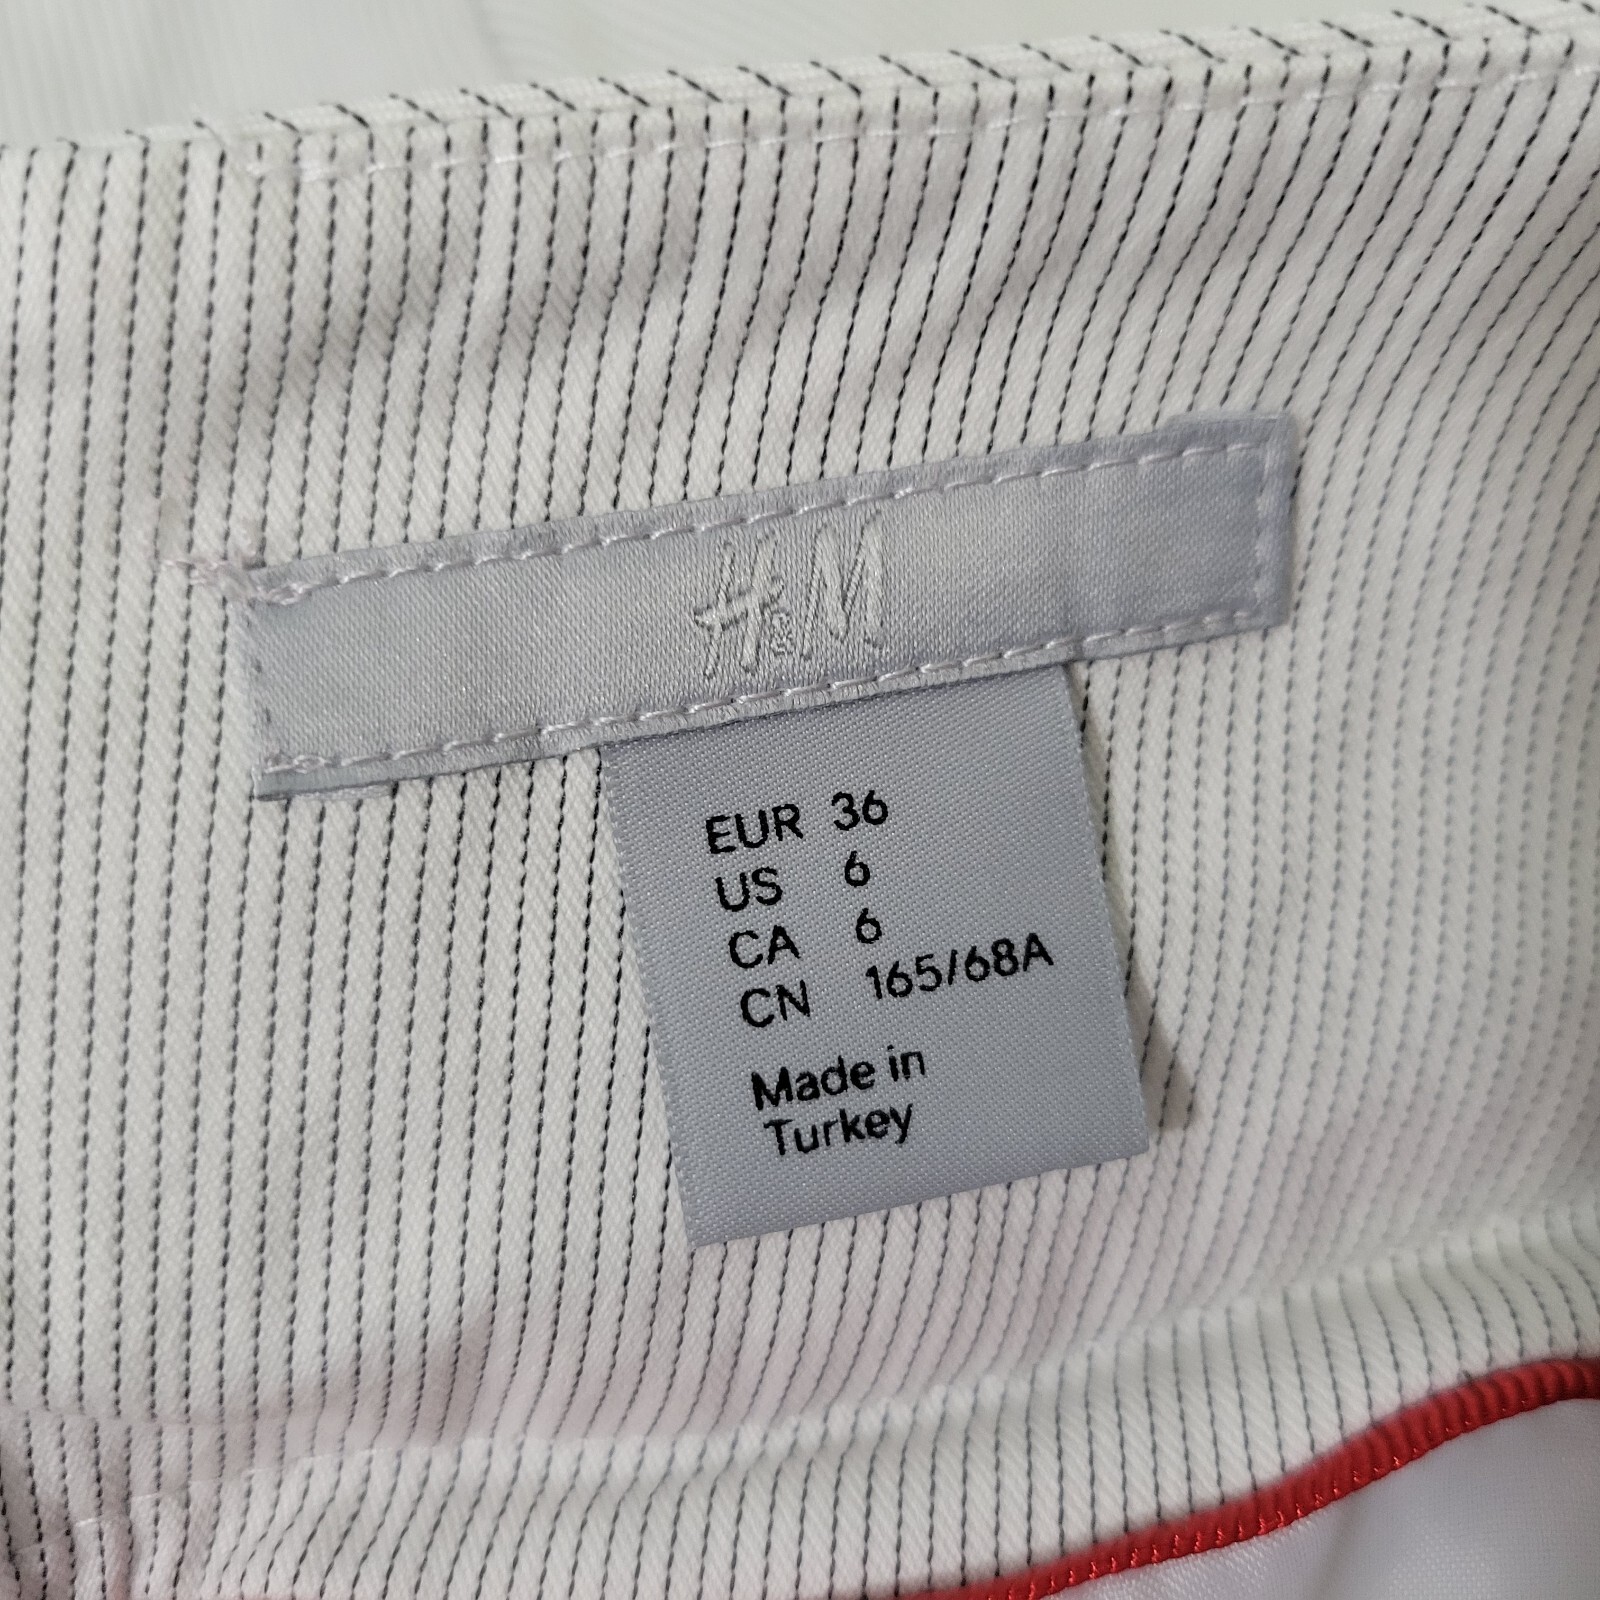 H&M
EUR 36
US 6
CA 6
CN 165/68A
Made in
Turkey